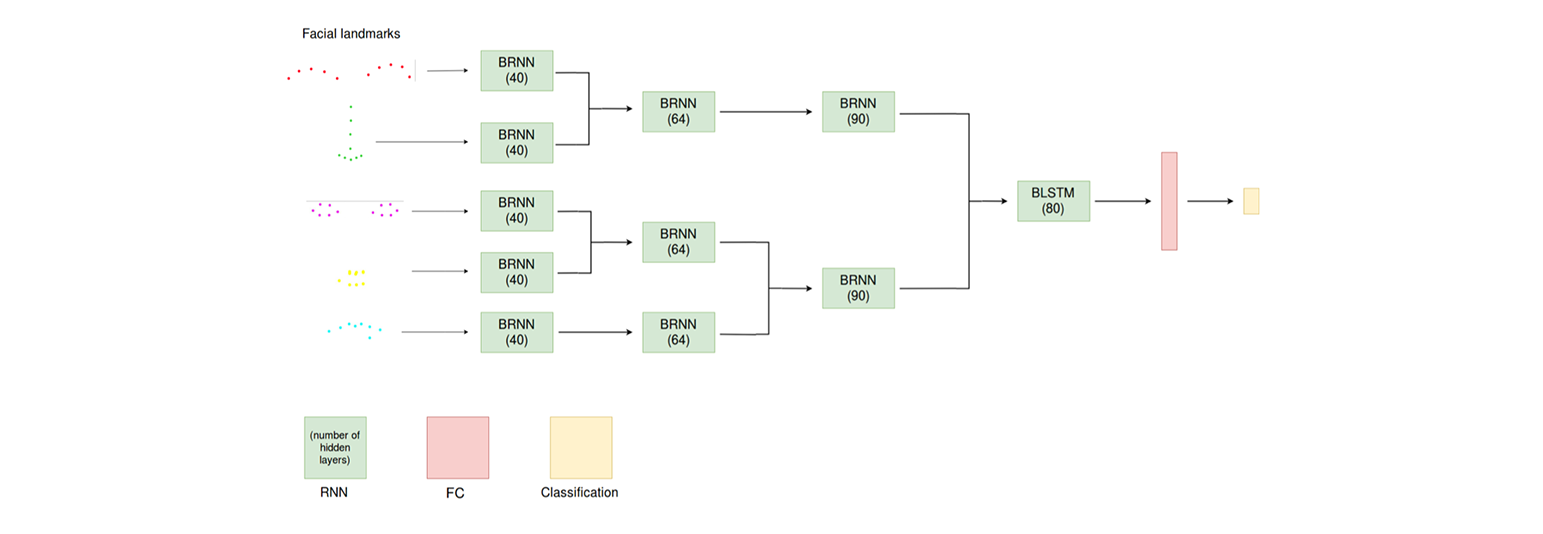 Facial landmarks
BRNN
(40)
BRNN
(40)
BRNN
(40)
BRNN
(40)
BRNN
(40)
BRNN
(64)
BRNN
(64)
BRNN
(64)
BRNN
(90)
BRNN
(90)
BLSTM
(80)
(number of
hidden
layers)
RNN
FC
Classification